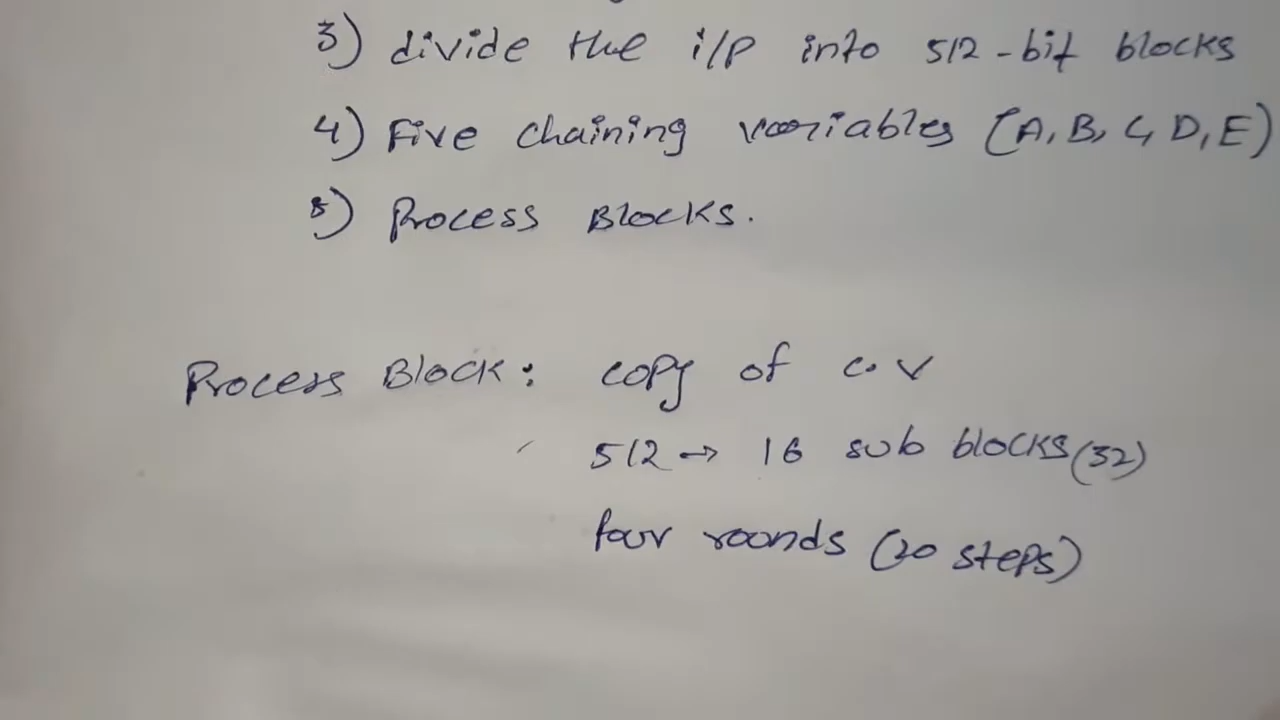 3) divide the i/p into 512-bit blocks
4) Five chaining variables (A, B, C, D, E)
5) Process Blocks.
Process Block: copy of c.v
512 → 16 sub blocks (32)
four rounds (20 steps)